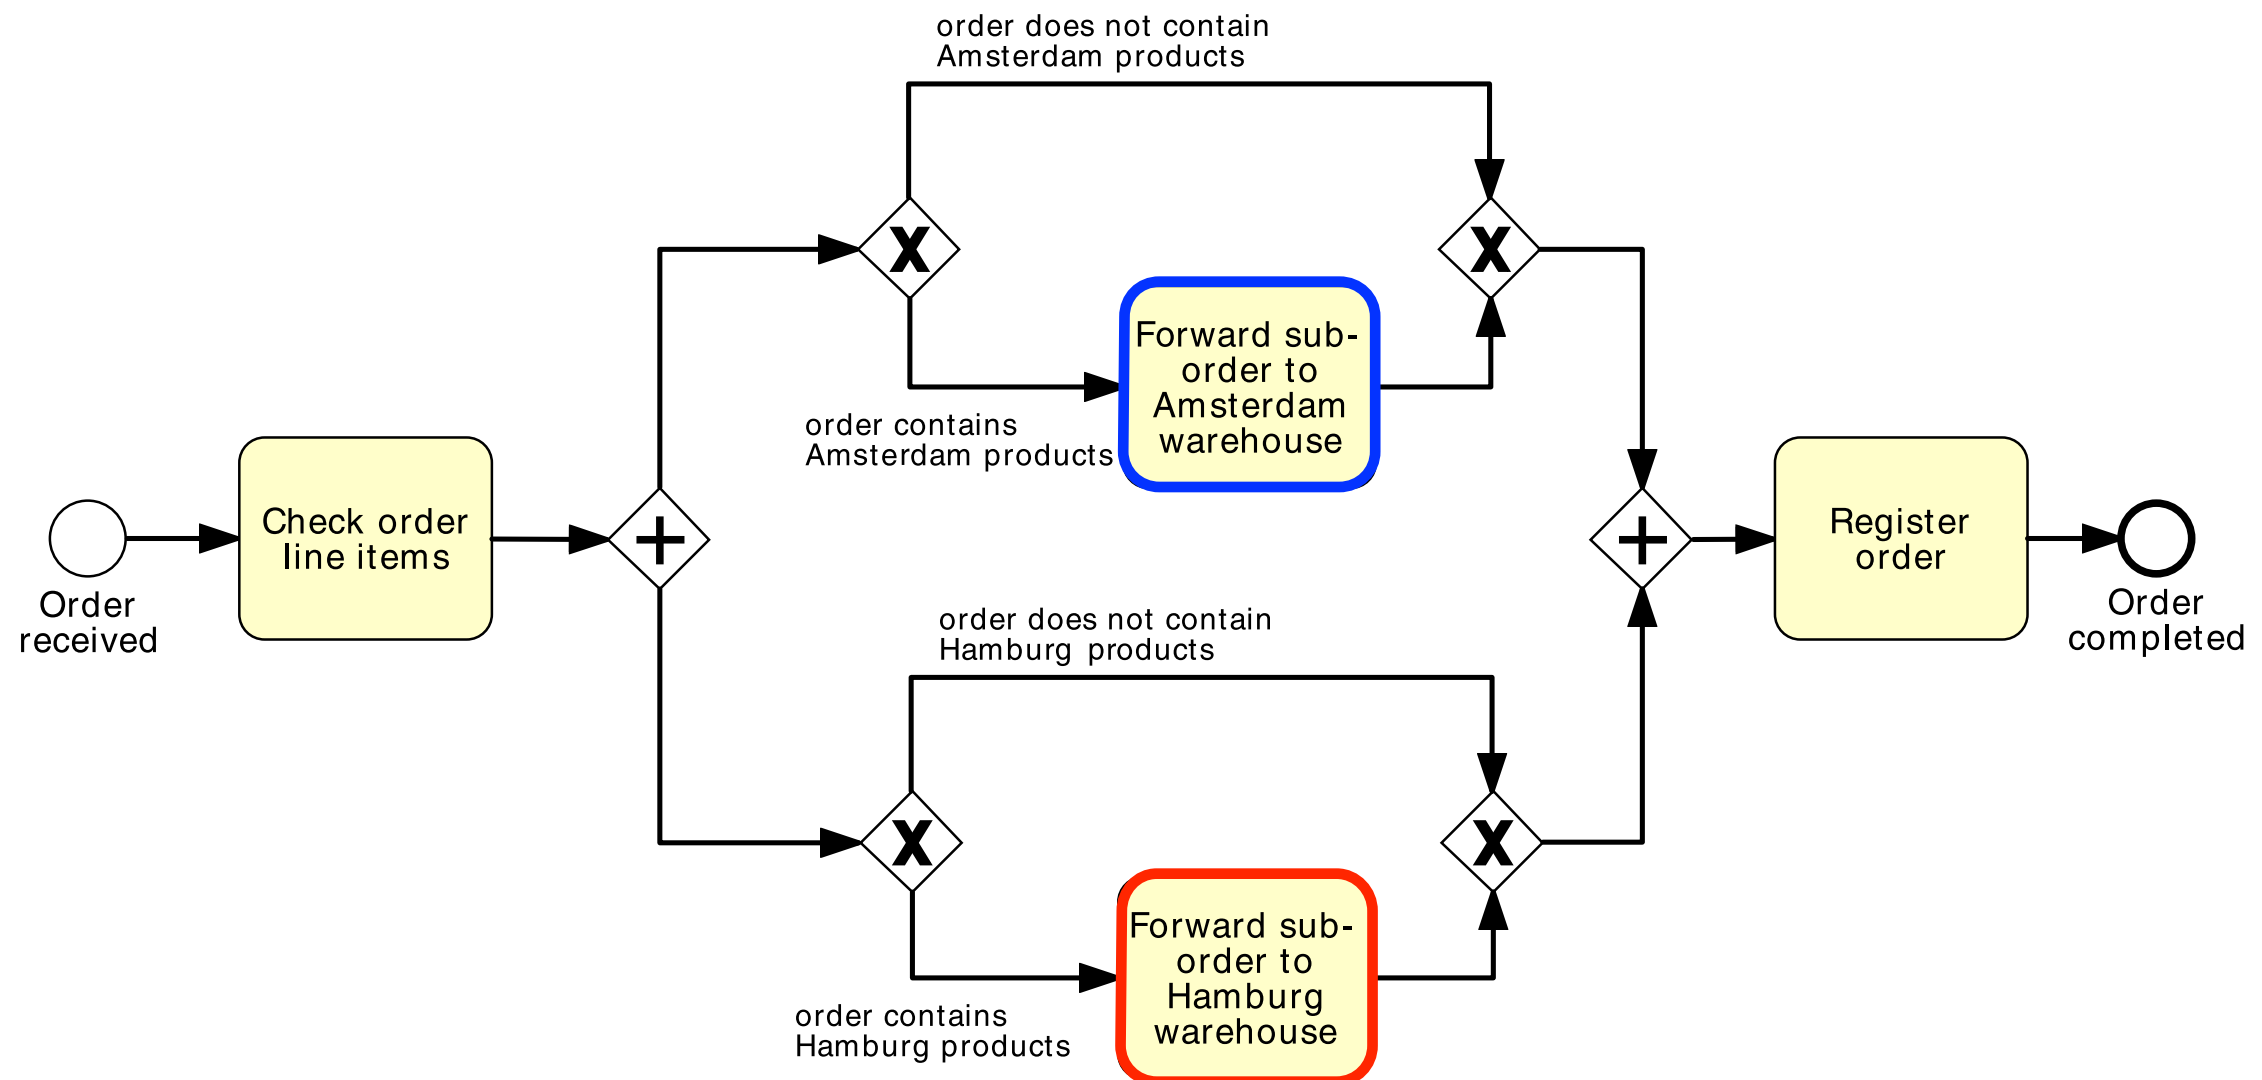 order does not contain
Amsterdam products
Forward sub-
order to
Amsterdam
warehouse
order contains
Amsterdam products
Check order
line items
Register
order
Order
received
Order
completed
order does not contain
Hamburg products
Forward sub-
order to
Hamburg
warehouse
order contains
Hamburg products